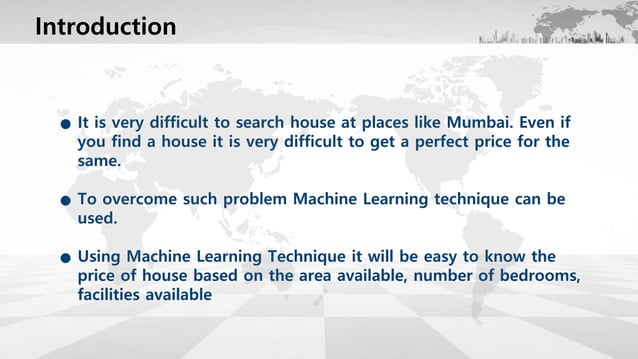 Introduction
● It is very difficult to search house at places like Mumbai. Even if
you find a house it is very difficult to get a perfect price for the
same.
● To overcome such problem Machine Learning technique can be
used.
● Using Machine Learning Technique it will be easy to know the
price of house based on the area available, number of bedrooms,
facilities available